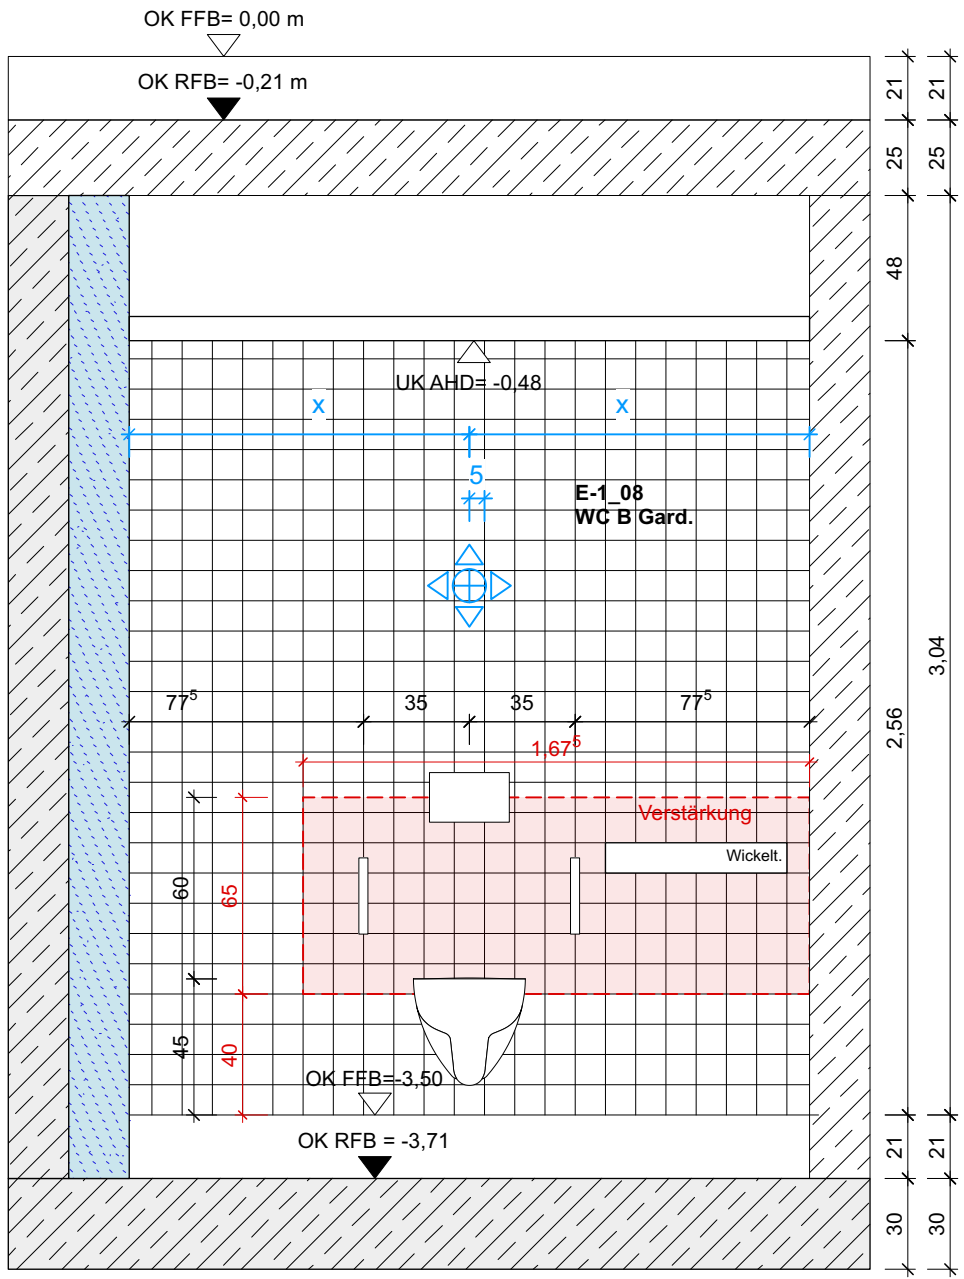 OK FFB= 0,00 m
OK RFB= -0,21 m
21
21
25
25
48
UK AHD= -0,48
x
x
5
E-1_08
WC B Gard.
3,04
2,56
77⁵
35
35
77⁵
1,67⁵
Verstärkung
Wickelt.
60
65
45
40
OK FFB=-3,50
OK RFB = -3,71
21
21
30
30